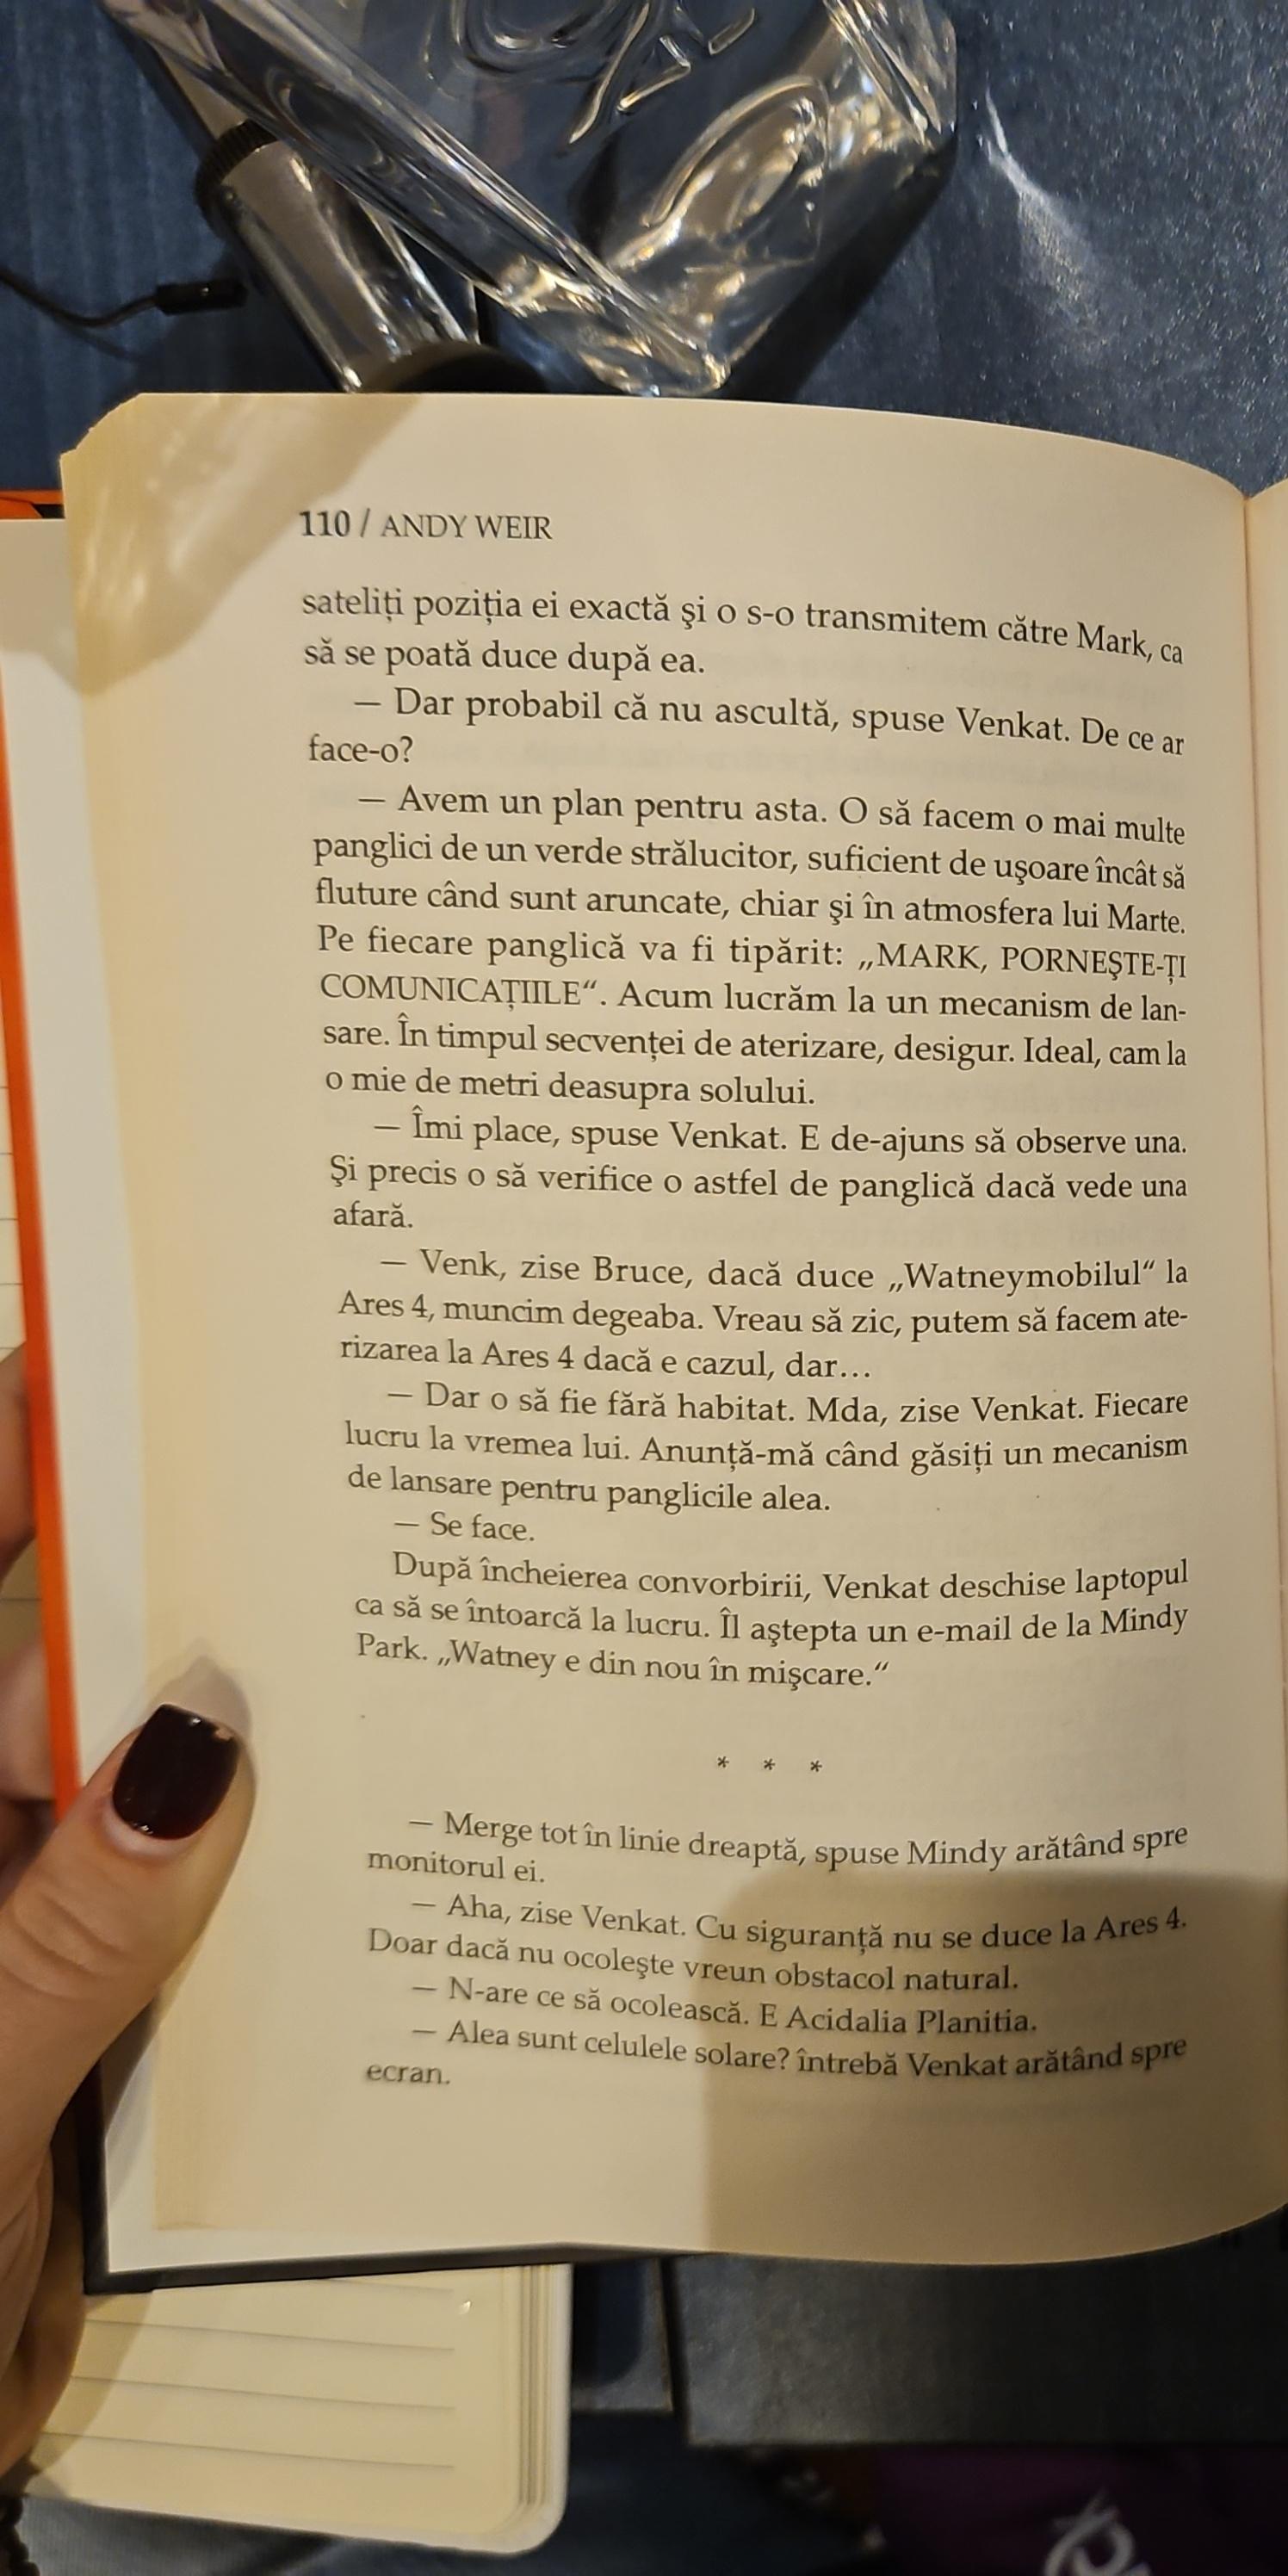 110 / ANDY WEIR
sateliți poziția ei exactă şi o s-o transmitem către Mark, ca
să se poată duce după ea.
— Dar probabil că nu ascultă, spuse Venkat. De ce ar
face-o?
— Avem un plan pentru asta. O să facem o mai multe
panglici de un verde strălucitor, suficient de uşoare încât să
fluture când sunt aruncate, chiar şi în atmosfera lui Marte.
Pe fiecare panglică va fi tipărit: „MARK, PORNEŞTE-ȚI
COMUNICAȚIILE“. Acum lucrăm la un mecanism de lan-
sare. În timpul secvenței de aterizare, desigur. Ideal, cam la
o mie de metri deasupra solului.
— Îmi place, spuse Venkat. E de-ajuns să observe una.
Şi precis o să verifice o astfel de panglică dacă vede una
afară.
— Venk, zise Bruce, dacă duce „Watneymobilul“ la
Ares 4, muncim degeaba. Vreau să zic, putem să facem ate-
rizarea la Ares 4 dacă e cazul, dar…
— Dar o să fie fără habitat. Mda, zise Venkat. Fiecare
lucru la vremea lui. Anunță-mă când găsiți un mecanism
de lansare pentru panglicile alea.
— Se face.
După încheierea convorbirii, Venkat deschise laptopul
ca să se întoarcă la lucru. Îl aştepta un e-mail de la Mindy
Park. „Watney e din nou în mişcare.“
* * *
— Merge tot în linie dreaptă, spuse Mindy arătând spre
monitorul ei.
— Aha, zise Venkat. Cu siguranță nu se duce la Ares 4.
Doar dacă nu ocoleşte vreun obstacol natural.
— N-are ce să ocolească. E Acidalia Planitia.
— Alea sunt celulele solare? întrebă Venkat arătând spre
ecran.